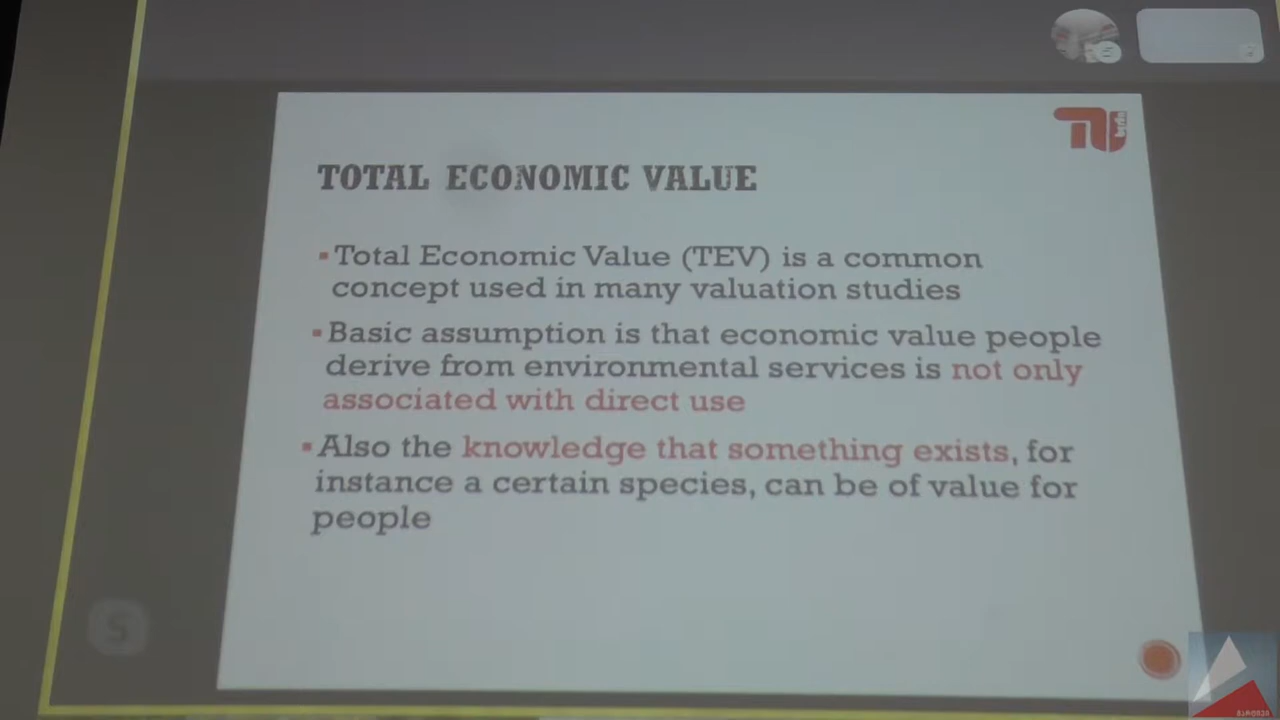 TOTAL ECONOMIC VALUE
Total Economic Value (TEV) is a common
concept used in many valuation studies
Basic assumption is that economic value people
derive from environmental services is not only
associated with direct use
Also the knowledge that something exists, for
instance a certain species, can be of value for
people
S